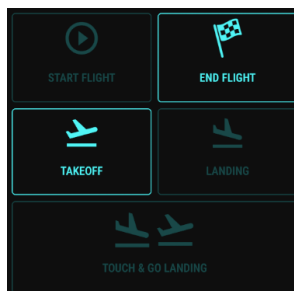 START FLIGHT
END FLIGHT
TAKEOFF
LANDING
TOUCH & GO LANDING